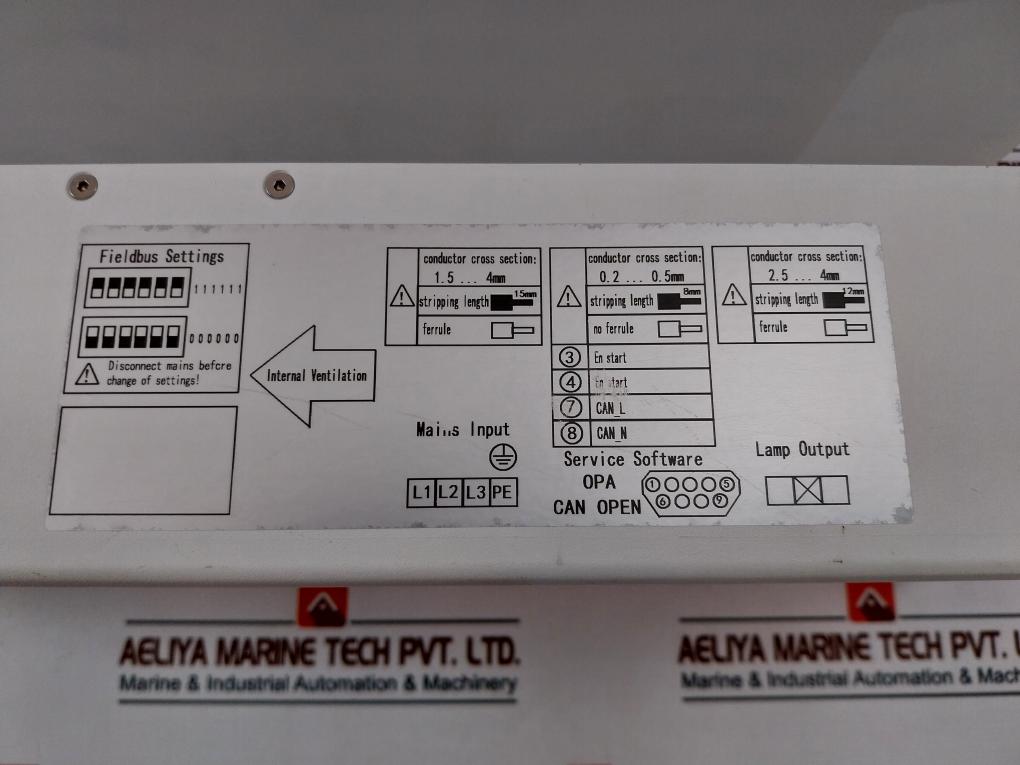 Fieldbus Settings
111111
000000
Disconnect mains before
change of settings!
Internal Ventilation
conductor cross section:
1.5 ... 4mm
stripping length 15mm
ferrule
Mains Input
L1 L2 L3 PE
conductor cross section:
0.2 ... 0.5mm
stripping length 8mm
no ferrule
3 En start
4 En start
7 CAN_L
8 CAN_N
Service Software
OPA
CAN OPEN
1 5
6 9
conductor cross section:
2.5 ... 4mm
stripping length 12mm
ferrule
Lamp Output
AELIYA MARINE TECH PVT. LTD.
Marine & Industrial Automation & Machinery
AELIYA MARINE TECH PVT. L
Marine & Industrial Automation & Mach